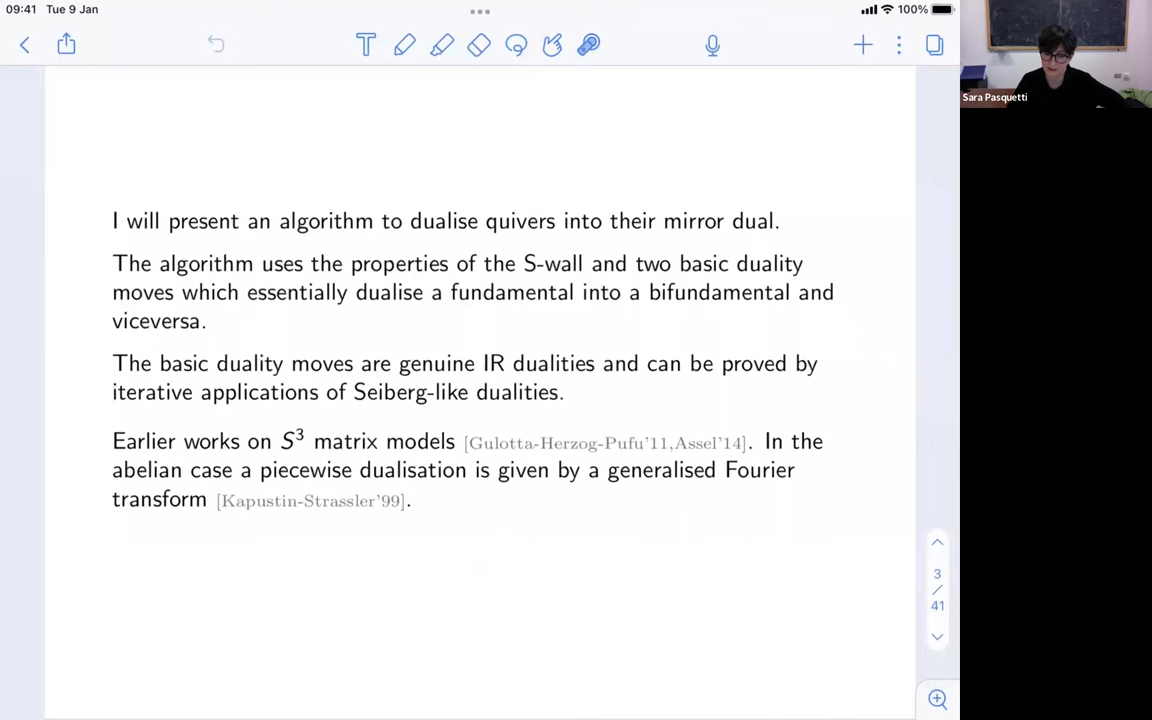 09:41 Tue 9 Jan
100%
Sara Pasquetti
I will present an algorithm to dualise quivers into their mirror dual.
The algorithm uses the properties of the S-wall and two basic duality
moves which essentially dualise a fundamental into a bifundamental and
viceversa.
The basic duality moves are genuine IR dualities and can be proved by
iterative applications of Seiberg-like dualities.
Earlier works on S³ matrix models [Gulotta-Herzog-Pufu'11,Assel'14]. In the
abelian case a piecewise dualisation is given by a generalised Fourier
transform [Kapustin-Strassler'99].
3
/
41